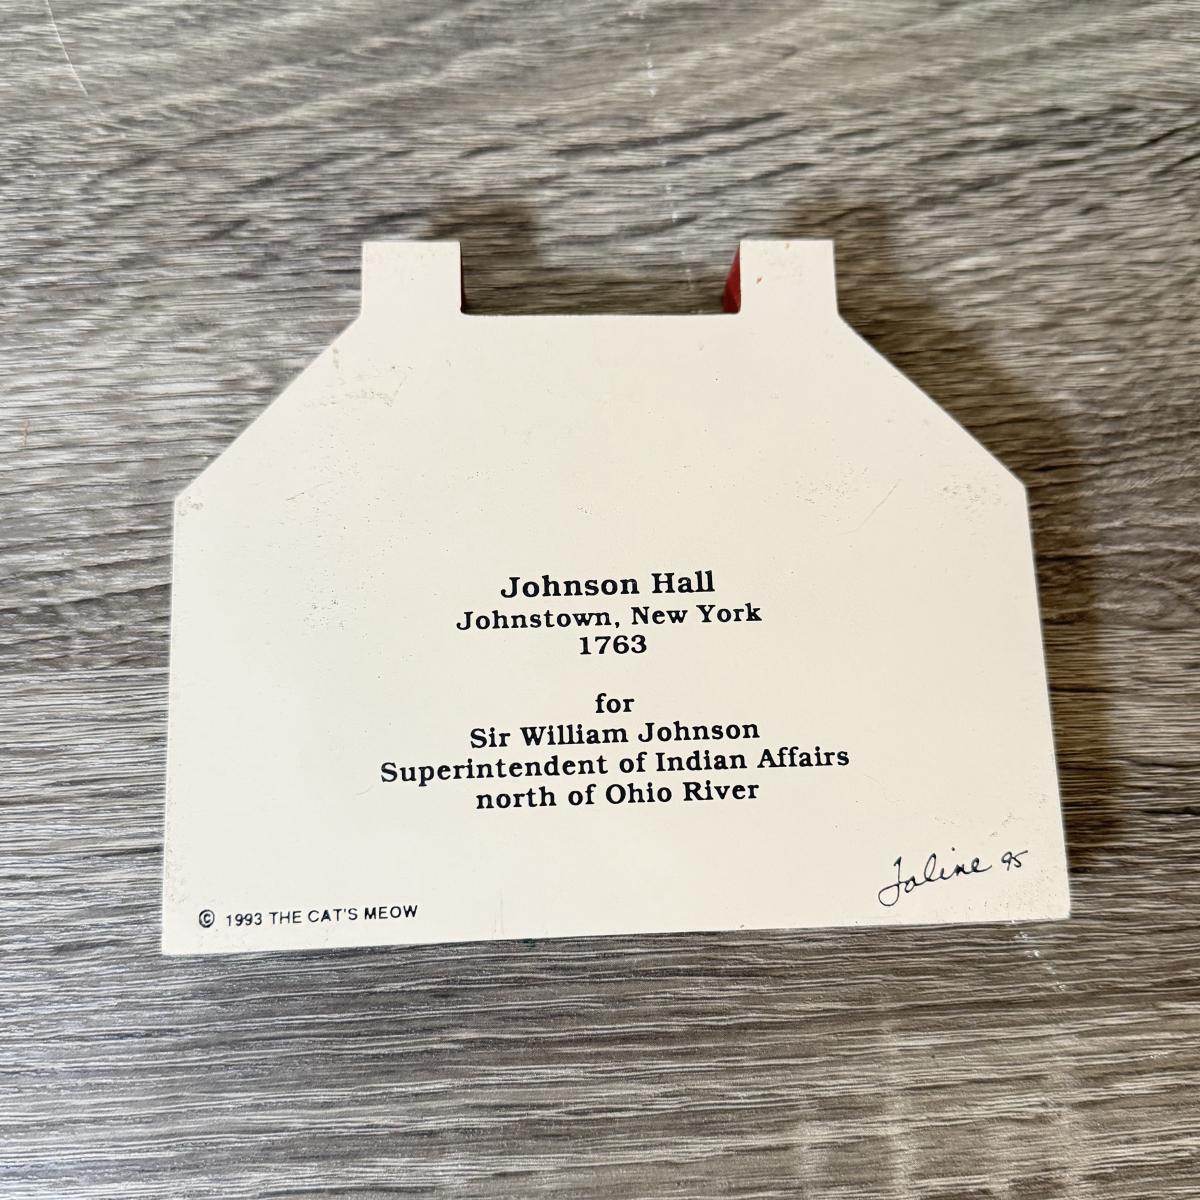 Johnson Hall
Johnstown, New York
1763
for
Sir William Johnson
Superintendent of Indian Affairs
north of Ohio River
Faline 95
© 1993 THE CAT'S MEOW